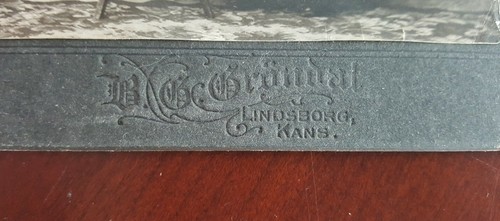 B. G. Gröndal
LINDSBORG,
KANS.